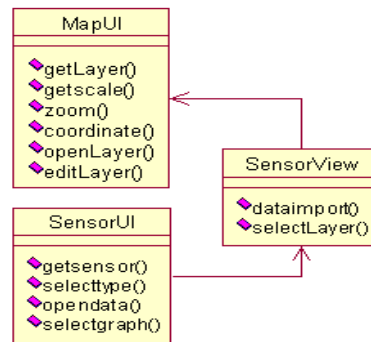 MapUI
getLayer()
getscale()
zoom()
coordinate()
openLayer()
editLayer()
SensorView
dataimport()
selectLayer()
SensorUI
getsensor()
selecttype()
opendata()
selectgraph()